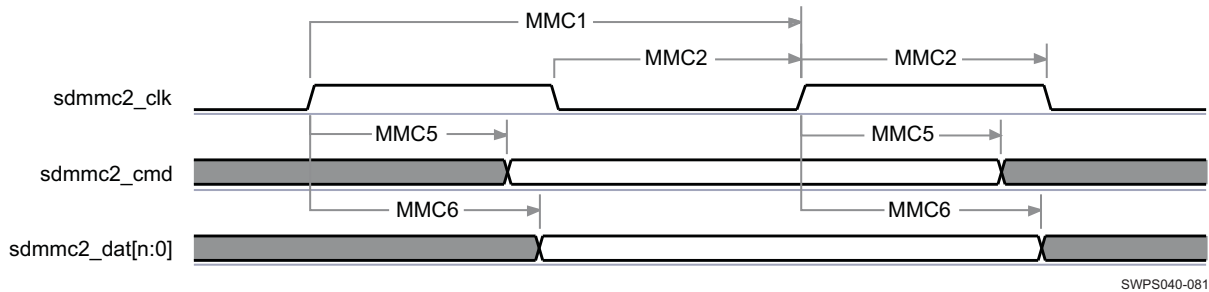 MMC1
MMC2 MMC2
sdmmc2_clk
MMC5 MMC5
sdmmc2_cmd
MMC6 MMC6
sdmmc2_dat[n:0]
SWPS040-081